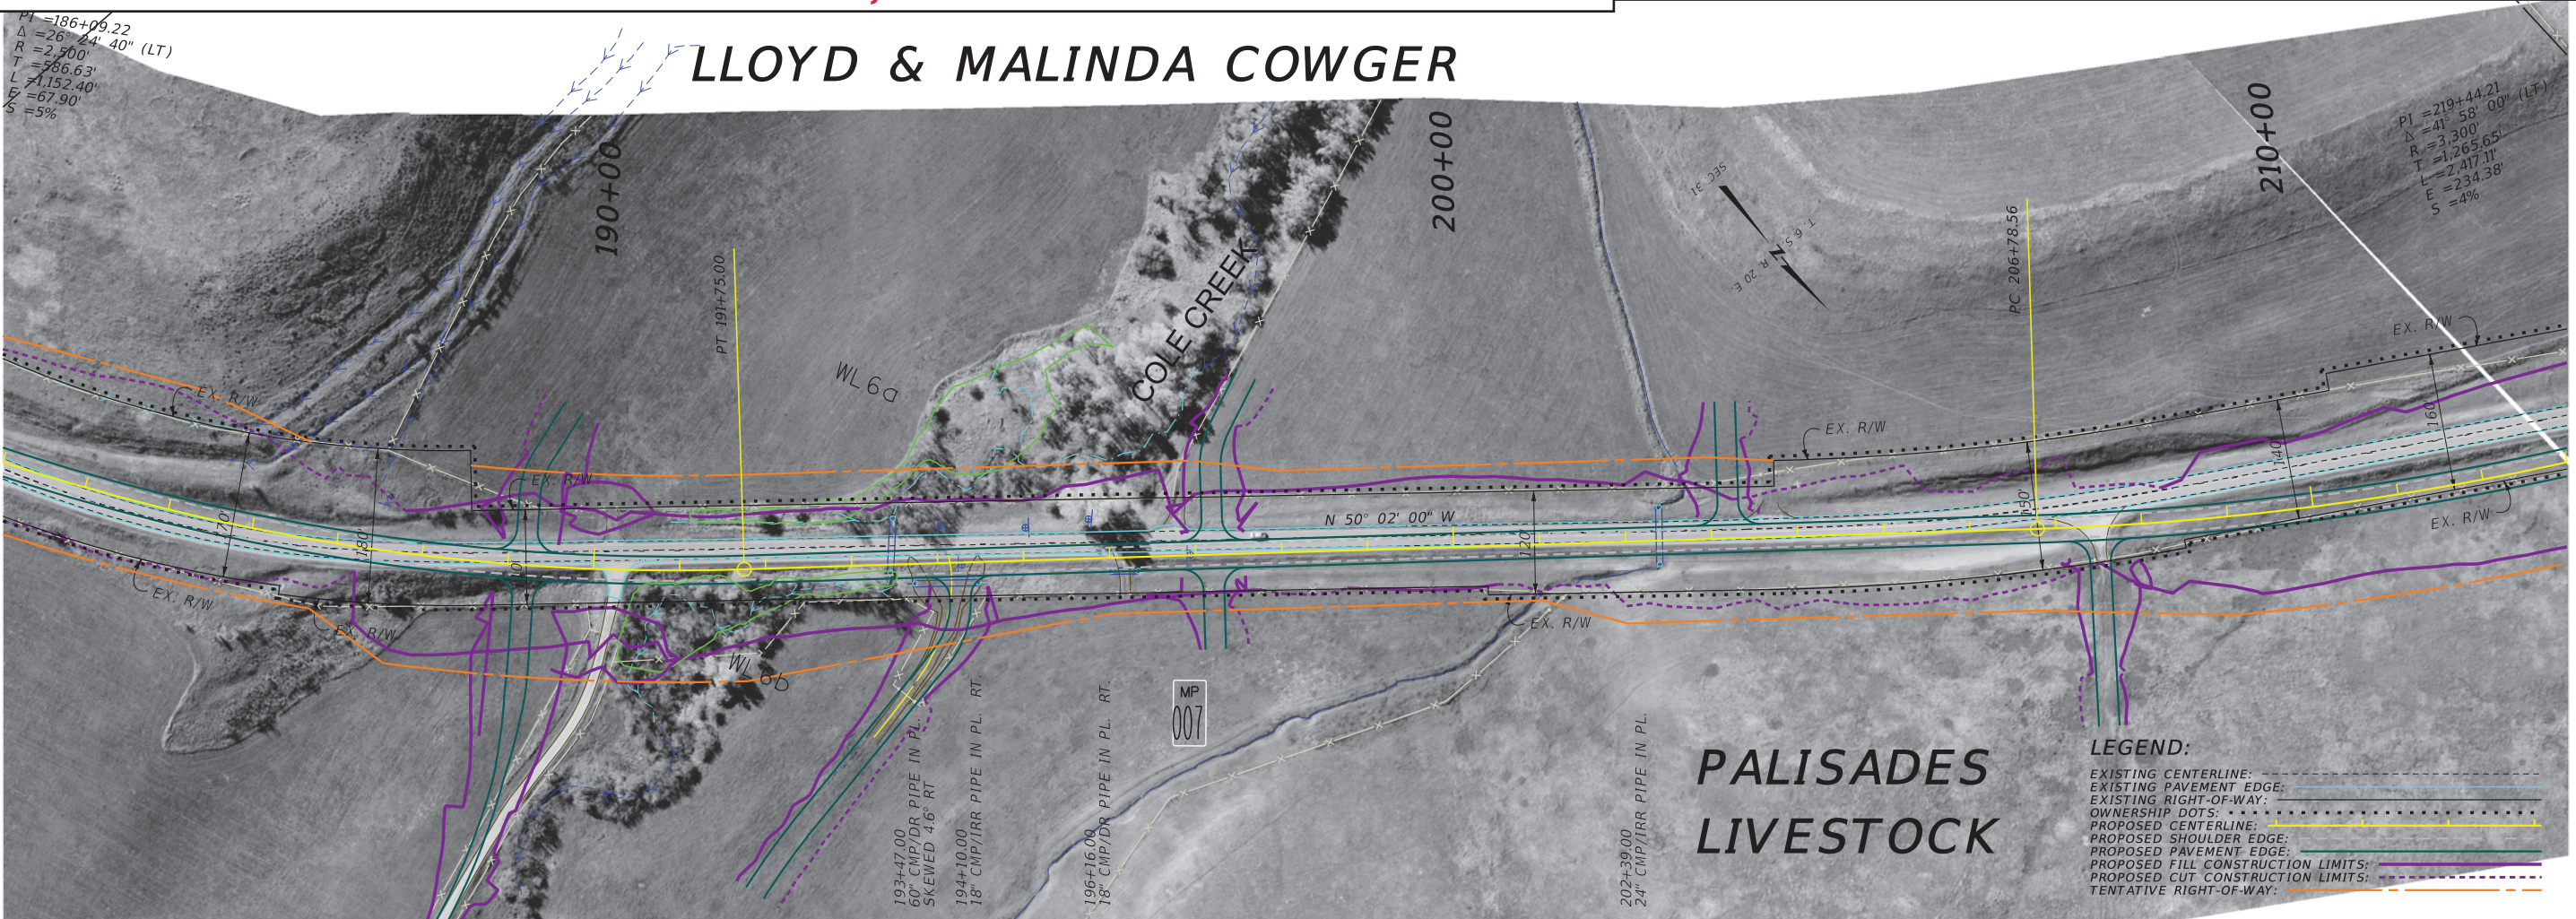 LLOYD & MALINDA COWGER
PI =186+09.22
Δ =26° 24' 40" (LT)
R =2,500'
T =586.63'
L =1,152.40'
E =67.90'
S =5%
190+00
200+00
210+00
PI =219+44.21
Δ =41° 58' 00" (LT)
R =3,300'
T =1,265.65'
L =2,417.11'
E =234.38'
S =4%
SEC 31
T. 6 S.
R. 20 E.
N
PT 191+75.00
PC 206+78.56
WL 6a
COLE CREEK
EX. R/W
EX. R/W
EX. R/W
EX. R/W
170'
180'
N 50° 02' 00" W
120'
150'
140'
160'
EX. R/W
EX. R/W
EX. R/W
EX. R/W
WL 6b
MP
007
193+47.00
60" CMP/DR PIPE IN PL.
SKEWED 4.6° RT
194+10.00
18" CMP/IRR PIPE IN PL. RT.
196+16.00
18" CMP/DR PIPE IN PL. RT.
202+39.00
24" CMP/IRR PIPE IN PL.
PALISADES
LIVESTOCK
LEGEND:
EXISTING CENTERLINE:
EXISTING PAVEMENT EDGE:
EXISTING RIGHT-OF-WAY:
OWNERSHIP DOTS:
PROPOSED CENTERLINE:
PROPOSED SHOULDER EDGE:
PROPOSED PAVEMENT EDGE:
PROPOSED FILL CONSTRUCTION LIMITS:
PROPOSED CUT CONSTRUCTION LIMITS:
TENTATIVE RIGHT-OF-WAY: